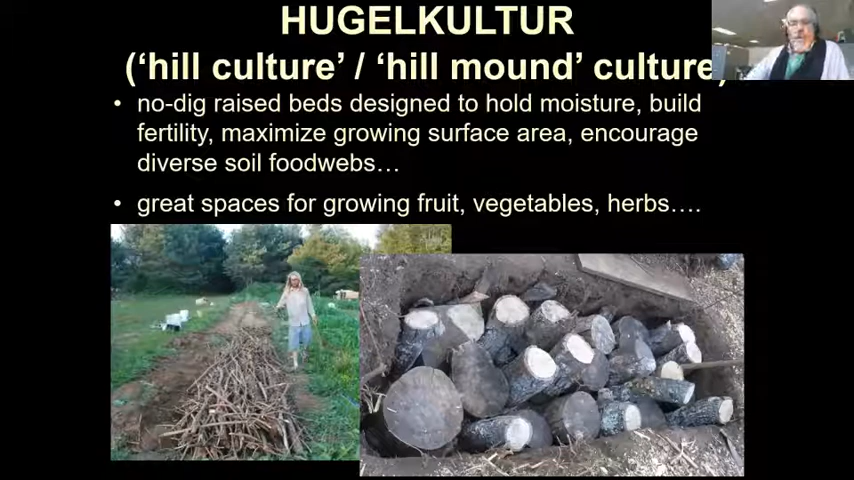 HUGELKULTUR
(‘hill culture’ / ‘hill mound’ culture)
• no-dig raised beds designed to hold moisture, build
fertility, maximize growing surface area, encourage
diverse soil foodwebs…
• great spaces for growing fruit, vegetables, herbs….